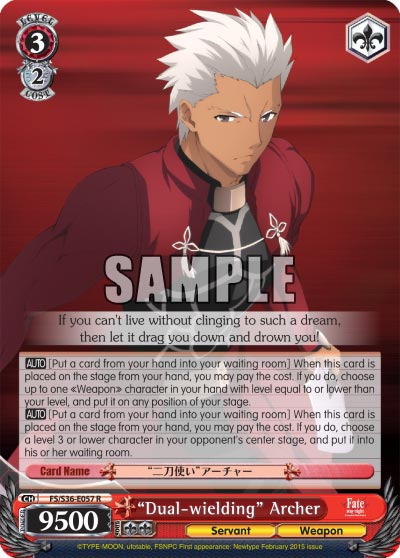 LEVEL
3
2
COST
SAMPLE
If you can't live without clinging to such a dream,
then let it drag you down and drown you!
AUTO [Put a card from your hand into your waiting room] When this card is
placed on the stage from your hand, you may pay the cost. If you do, choose
up to one «Weapon» character in your hand with level equal to or lower than
your level, and put it on any position of your stage.
AUTO [Put a card from your hand into your waiting room] When this card is
placed on the stage from your hand, you may pay the cost. If you do, choose
a level 3 or lower character in your opponent's center stage, and put it into
his or her waiting room.
Card Name
“二刀使い”アーチャー
CH FS/S36-E057 R
POWER 9500
SOUL
“Dual-wielding” Archer
Fate
stay night
Servant
Weapon
©TYPE-MOON, ufotable, FSNPC First appearance: Newtype February 2015 issue